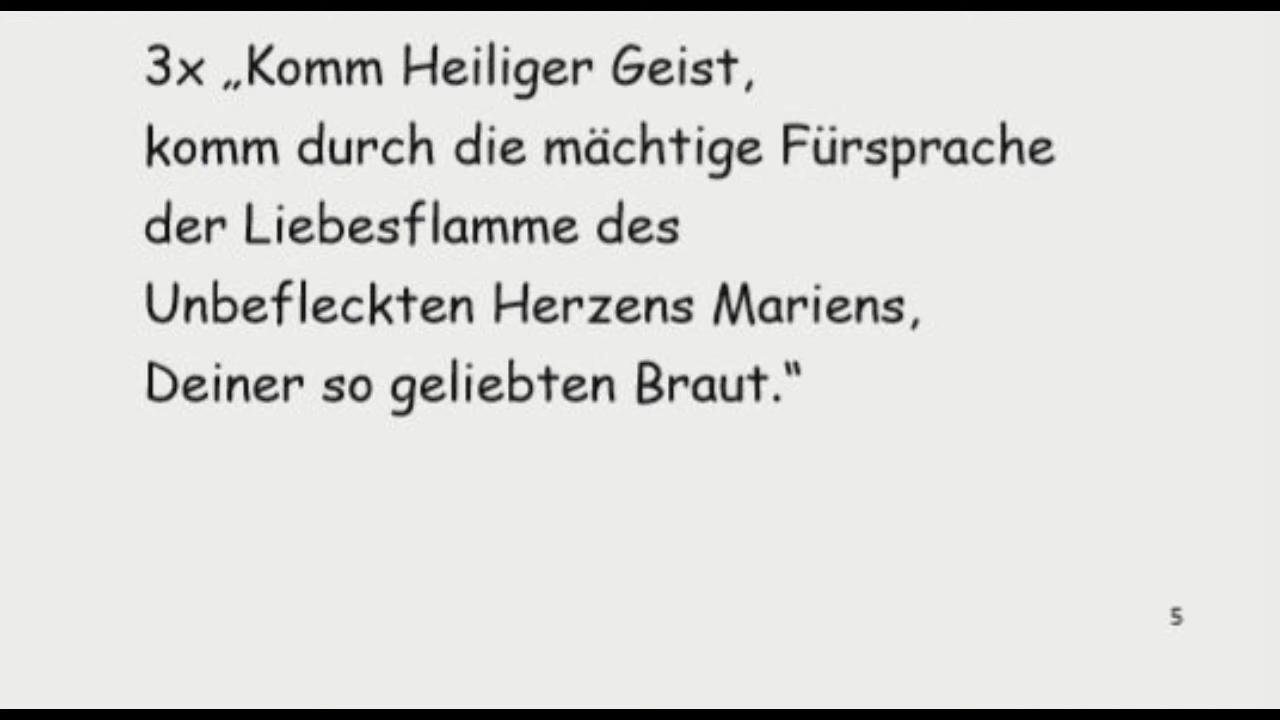 3x „Komm Heiliger Geist,
komm durch die mächtige Fürsprache
der Liebesflamme des
Unbefleckten Herzens Mariens,
Deiner so geliebten Braut.“
5